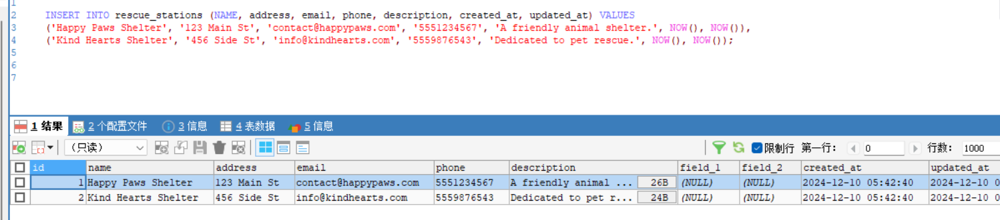 1
2 INSERT INTO rescue_stations (NAME, address, email, phone, description, created_at, updated_at) VALUES
3 ('Happy Paws Shelter', '123 Main St', 'contact@happypaws.com', '5551234567', 'A friendly animal shelter.', NOW(), NOW()),
4 ('Kind Hearts Shelter', '456 Side St', 'info@kindhearts.com', '5559876543', 'Dedicated to pet rescue.', NOW(), NOW());
5
6
7
1 结果 2 个配置文件 3 信息 4 表数据 5 信息
(只读) 限制行 第一行: 0 行数: 1000
id name address email phone description field_1 field_2 created_at updated_at
1 Happy Paws Shelter 123 Main St contact@happypaws.com 5551234567 A friendly animal ... 26B (NULL) (NULL) 2024-12-10 05:42:40 2024-12-10 0
2 Kind Hearts Shelter 456 Side St info@kindhearts.com 5559876543 Dedicated to pet r... 24B (NULL) (NULL) 2024-12-10 05:42:40 2024-12-10 0